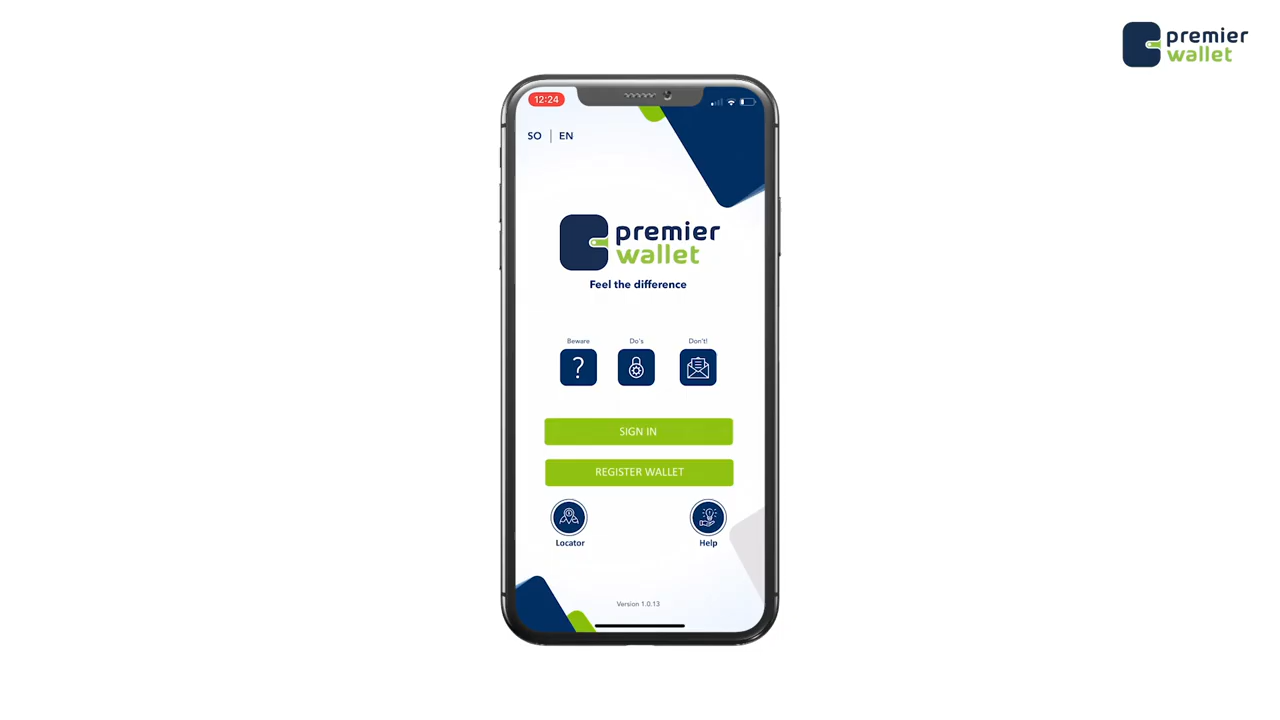 premier
wallet
12:24
SO | EN
premier
wallet
Feel the difference
Beware
Do's
Don't!
?
SIGN IN
REGISTER WALLET
Locator
Help
Version 1.0.13